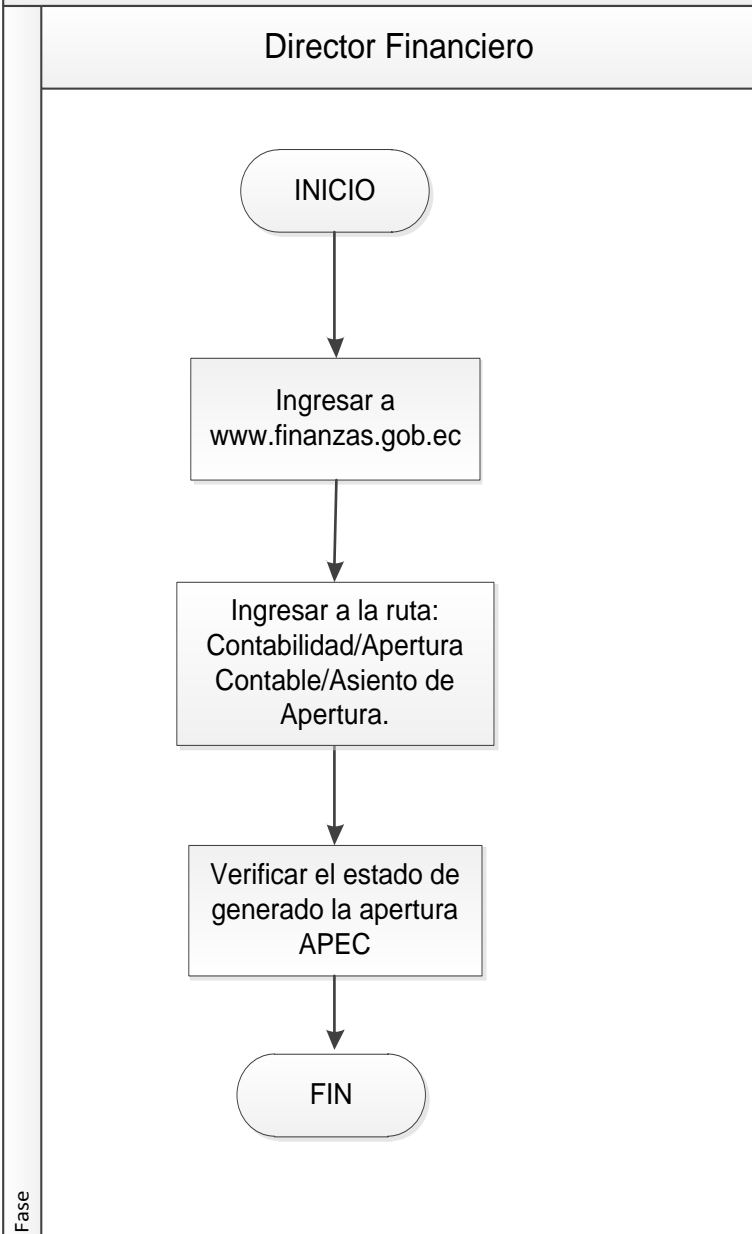 Director Financiero
INICIO
Ingresar a
www.finanzas.gob.ec
Ingresar a la ruta:
Contabilidad/Apertura
Contable/Asiento de
Apertura.
Verificar el estado de
generado la apertura
APEC
FIN
Fase